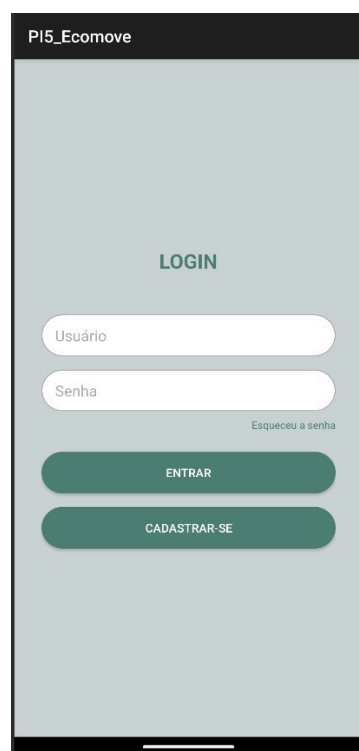 PI5_Ecomove
LOGIN
Usuário
Senha
Esqueceu a senha
ENTRAR
CADASTRAR-SE